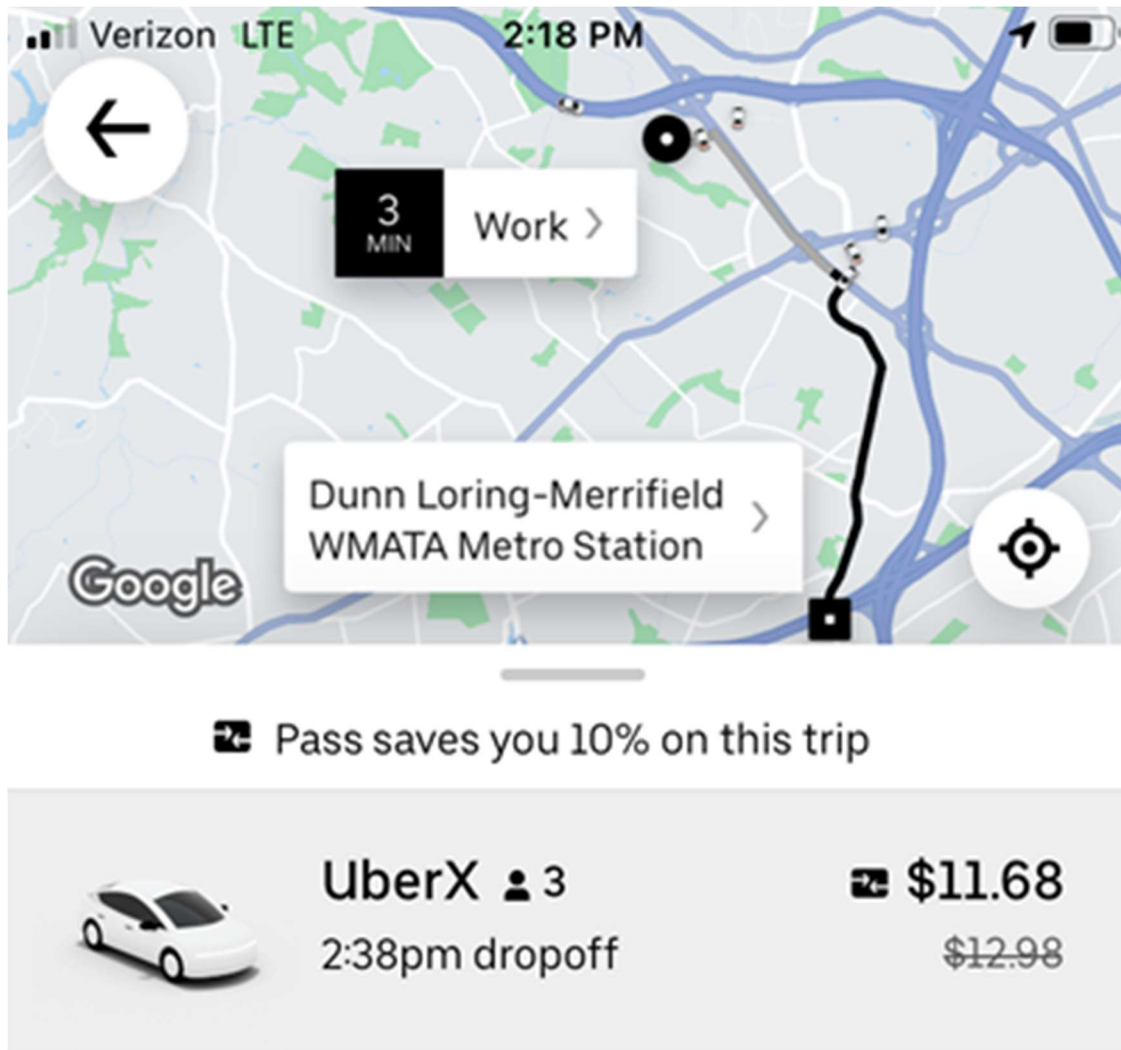 Verizon LTE 2:18 PM
3
MIN
Work
Dunn Loring-Merrifield
WMATA Metro Station
Google
Pass saves you 10% on this trip
UberX 3 $11.68
2:38pm dropoff $12.98